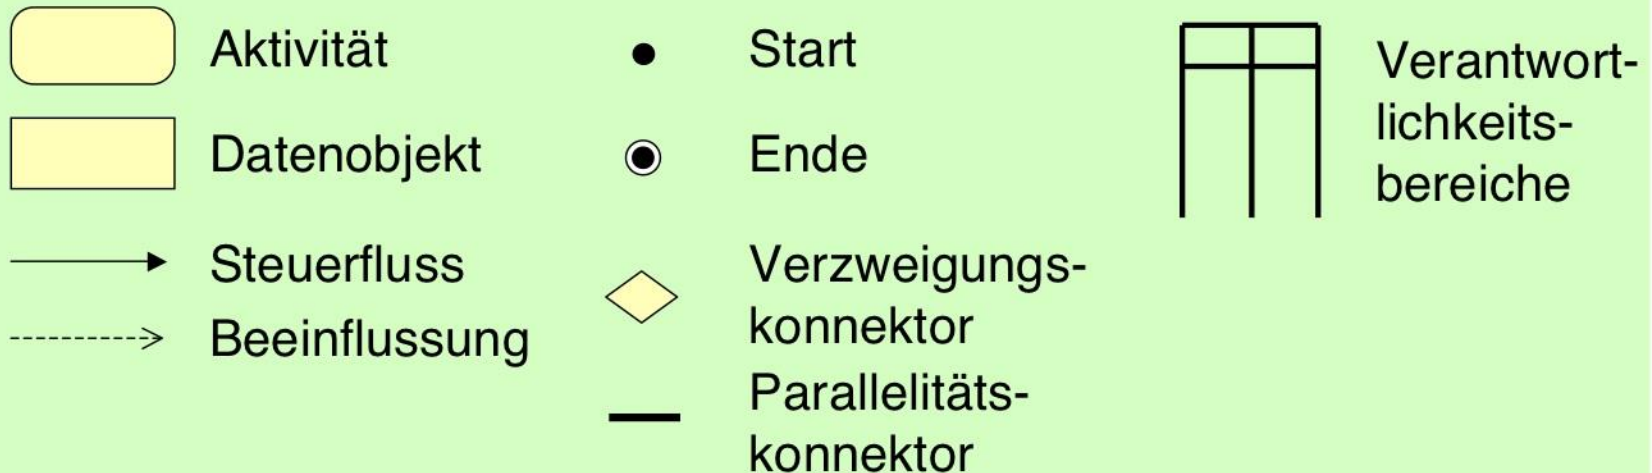 Aktivität
Datenobjekt
Steuerfluss
Beeinflussung
Start
Ende
Verzweigungs-
konnektor
Parallelitäts-
konnektor
Verantwort-
lichkeits-
bereiche